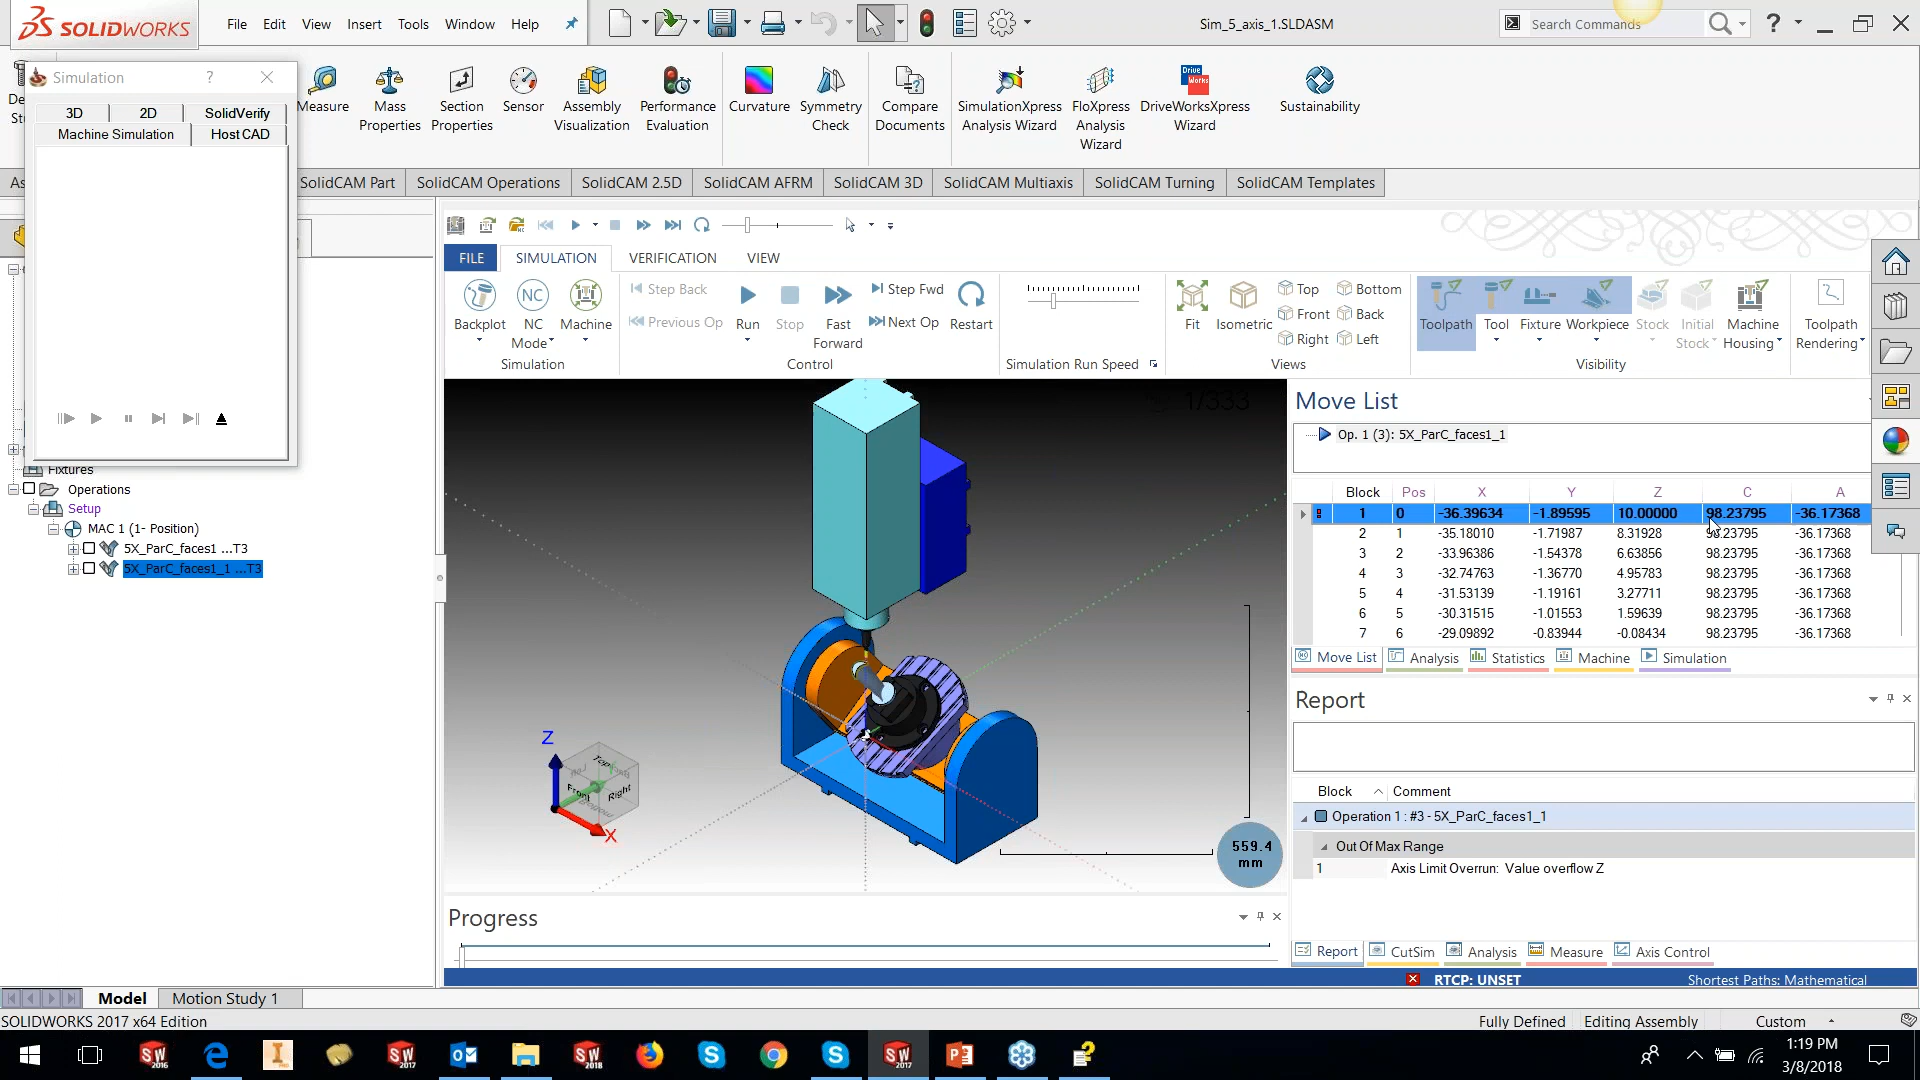 SOLIDWORKS
File Edit View Insert Tools Window Help
Sim_5_axis_1.SLDASM
Search Commands
?
Simulation
?
3D 2D SolidVerify
Machine Simulation Host CAD
Measure
Mass Properties
Section Properties
Sensor
Assembly Visualization
Performance Evaluation
Curvature
Symmetry Check
Compare Documents
SimulationXpress Analysis Wizard
FloXpress Analysis Wizard
DriveWorksXpress Wizard
Sustainability
SolidCAM Part SolidCAM Operations SolidCAM 2.5D SolidCAM AFRM SolidCAM 3D SolidCAM Multiaxis SolidCAM Turning SolidCAM Templates
FILE SIMULATION VERIFICATION VIEW
Backplot
NC Mode
Machine
Simulation
Step Back
Previous Op
Run
Stop
Fast Forward
Step Fwd
Next Op
Restart
Control
Simulation Run Speed
Fit
Isometric
Top Bottom
Front Back
Right Left
Views
Toolpath
Tool
Fixture
Workpiece
Stock
Initial Stock
Machine Housing
Visibility
Toolpath Rendering
Fixtures
Operations
Setup
MAC 1 (1- Position)
5X_ParC_faces1 ...T3
5X_ParC_faces1_1 ...T3
1/333
Z
X
Top
Front
Right
559.4 mm
Move List
Op. 1 (3): 5X_ParC_faces1_1
Block Pos X Y Z C A
1 0 -36.39634 -1.89595 10.00000 98.23795 -36.17368
2 1 -35.18010 -1.71987 8.31928 98.23795 -36.17368
3 2 -33.96386 -1.54378 6.63856 98.23795 -36.17368
4 3 -32.74763 -1.36770 4.95783 98.23795 -36.17368
5 4 -31.53139 -1.19161 3.27711 98.23795 -36.17368
6 5 -30.31515 -1.01553 1.59639 98.23795 -36.17368
7 6 -29.09892 -0.83944 -0.08434 98.23795 -36.17368
Move List Analysis Statistics Machine Simulation
Report
Block Comment
Operation 1 : #3 - 5X_ParC_faces1_1
Out Of Max Range
1 Axis Limit Overrun: Value overflow Z
Progress
Report CutSim Analysis Measure Axis Control
RTCP: UNSET Shortest Paths: Mathematical
Model Motion Study 1
SOLIDWORKS 2017 x64 Edition
Fully Defined Editing Assembly Custom
1:19 PM
3/8/2018